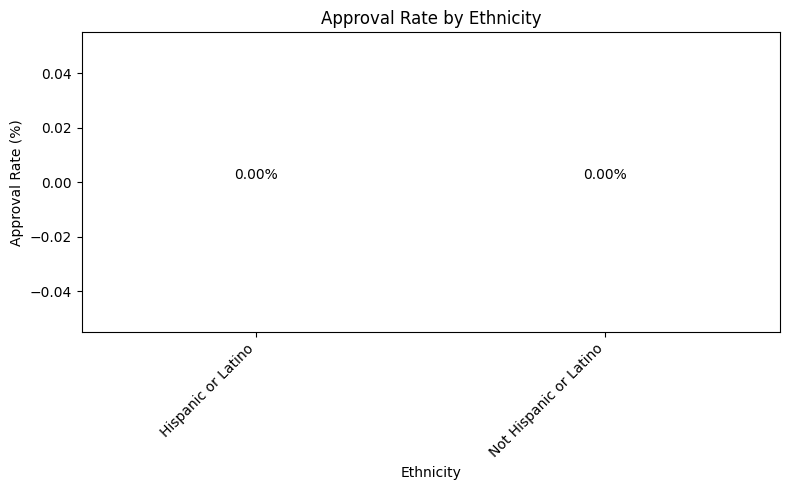 Approval Rate by Ethnicity
Approval Rate (%)
0.04
0.02
0.00
−0.02
−0.04
0.00%
0.00%
Hispanic or Latino
Not Hispanic or Latino
Ethnicity